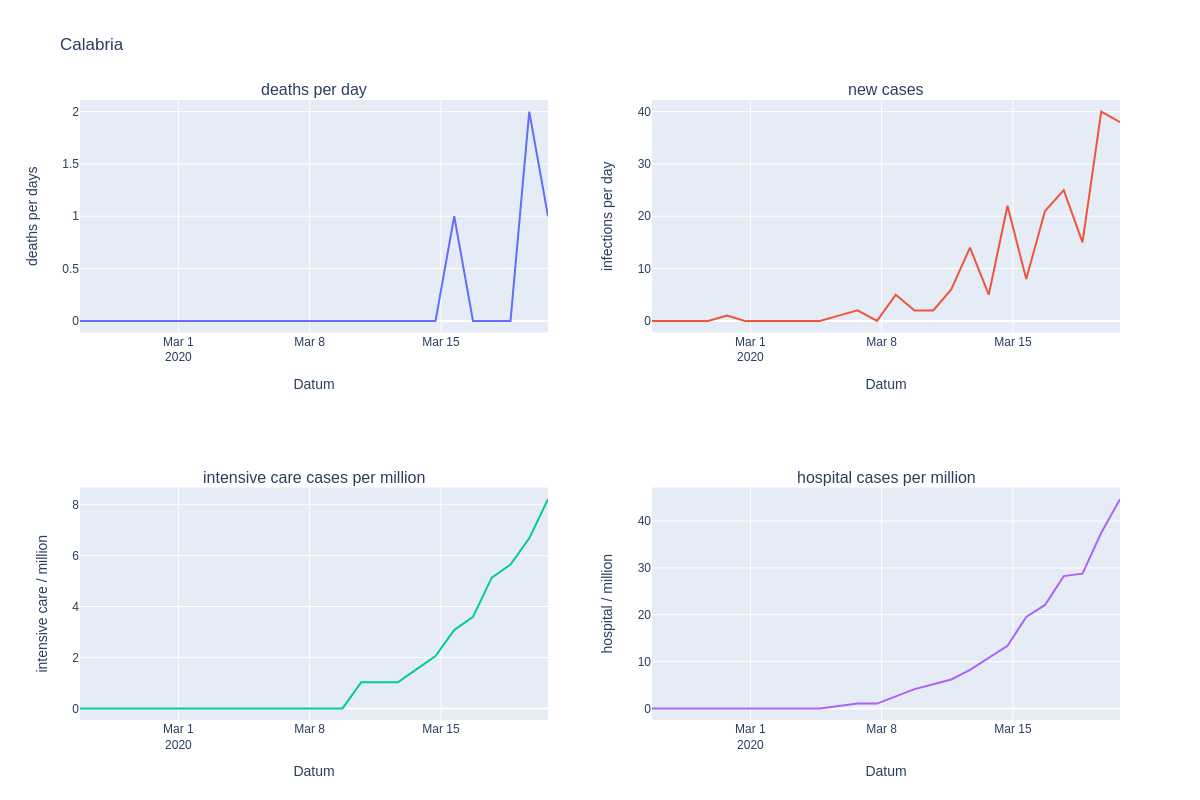 Calabria
deaths per day
deaths per days
2
1.5
1
0.5
0
Mar 1
2020
Mar 8
Mar 15
Datum
new cases
infections per day
40
30
20
10
0
Mar 1
2020
Mar 8
Mar 15
Datum
intensive care cases per million
intensive care / million
8
6
4
2
0
Mar 1
2020
Mar 8
Mar 15
Datum
hospital cases per million
hospital / million
40
30
20
10
0
Mar 1
2020
Mar 8
Mar 15
Datum